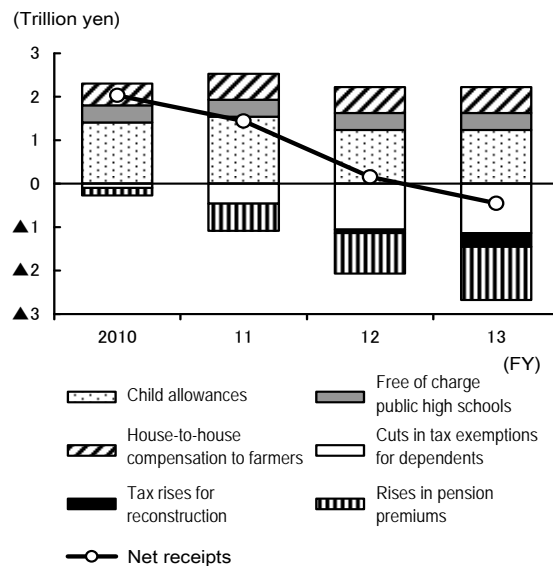 (Trillion yen)
3
2
1
0
▲1
▲2
▲3
2010 11 12 13
(FY)
Child allowances
Free of charge
public high schools
House-to-house
compensation to farmers
Cuts in tax exemptions
for dependents
Tax rises for
reconstruction
Rises in pension
premiums
Net receipts